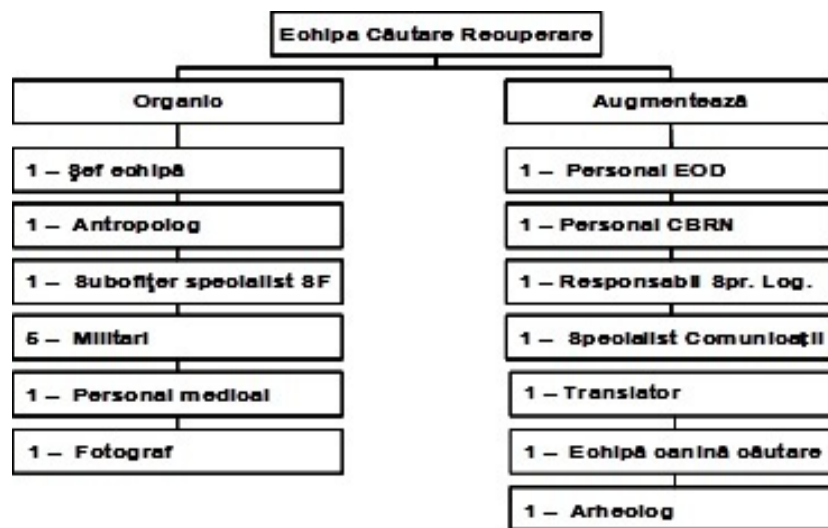 Echipa Căutare Recuperare
Organic
1 – Şef echipă
1 – Antropolog
1 – Subofiţer specialist SF
5 – Militari
1 – Personal medical
1 – Fotograf
Augmentează
1 – Personal EOD
1 – Personal CBRN
1 – Responsabil Spr. Log.
1 – Specialist Comunicaţii
1 – Translator
1 – Echipă canină căutare
1 – Arheolog